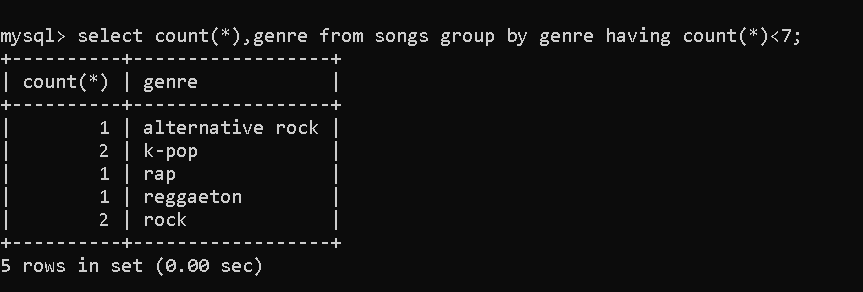 mysql> select count(*),genre from songs group by genre having count(*)<7;
+----------+------------------+
| count(*) | genre            |
+----------+------------------+
|        1 | alternative rock |
|        2 | k-pop            |
|        1 | rap              |
|        1 | reggaeton        |
|        2 | rock             |
+----------+------------------+
5 rows in set (0.00 sec)